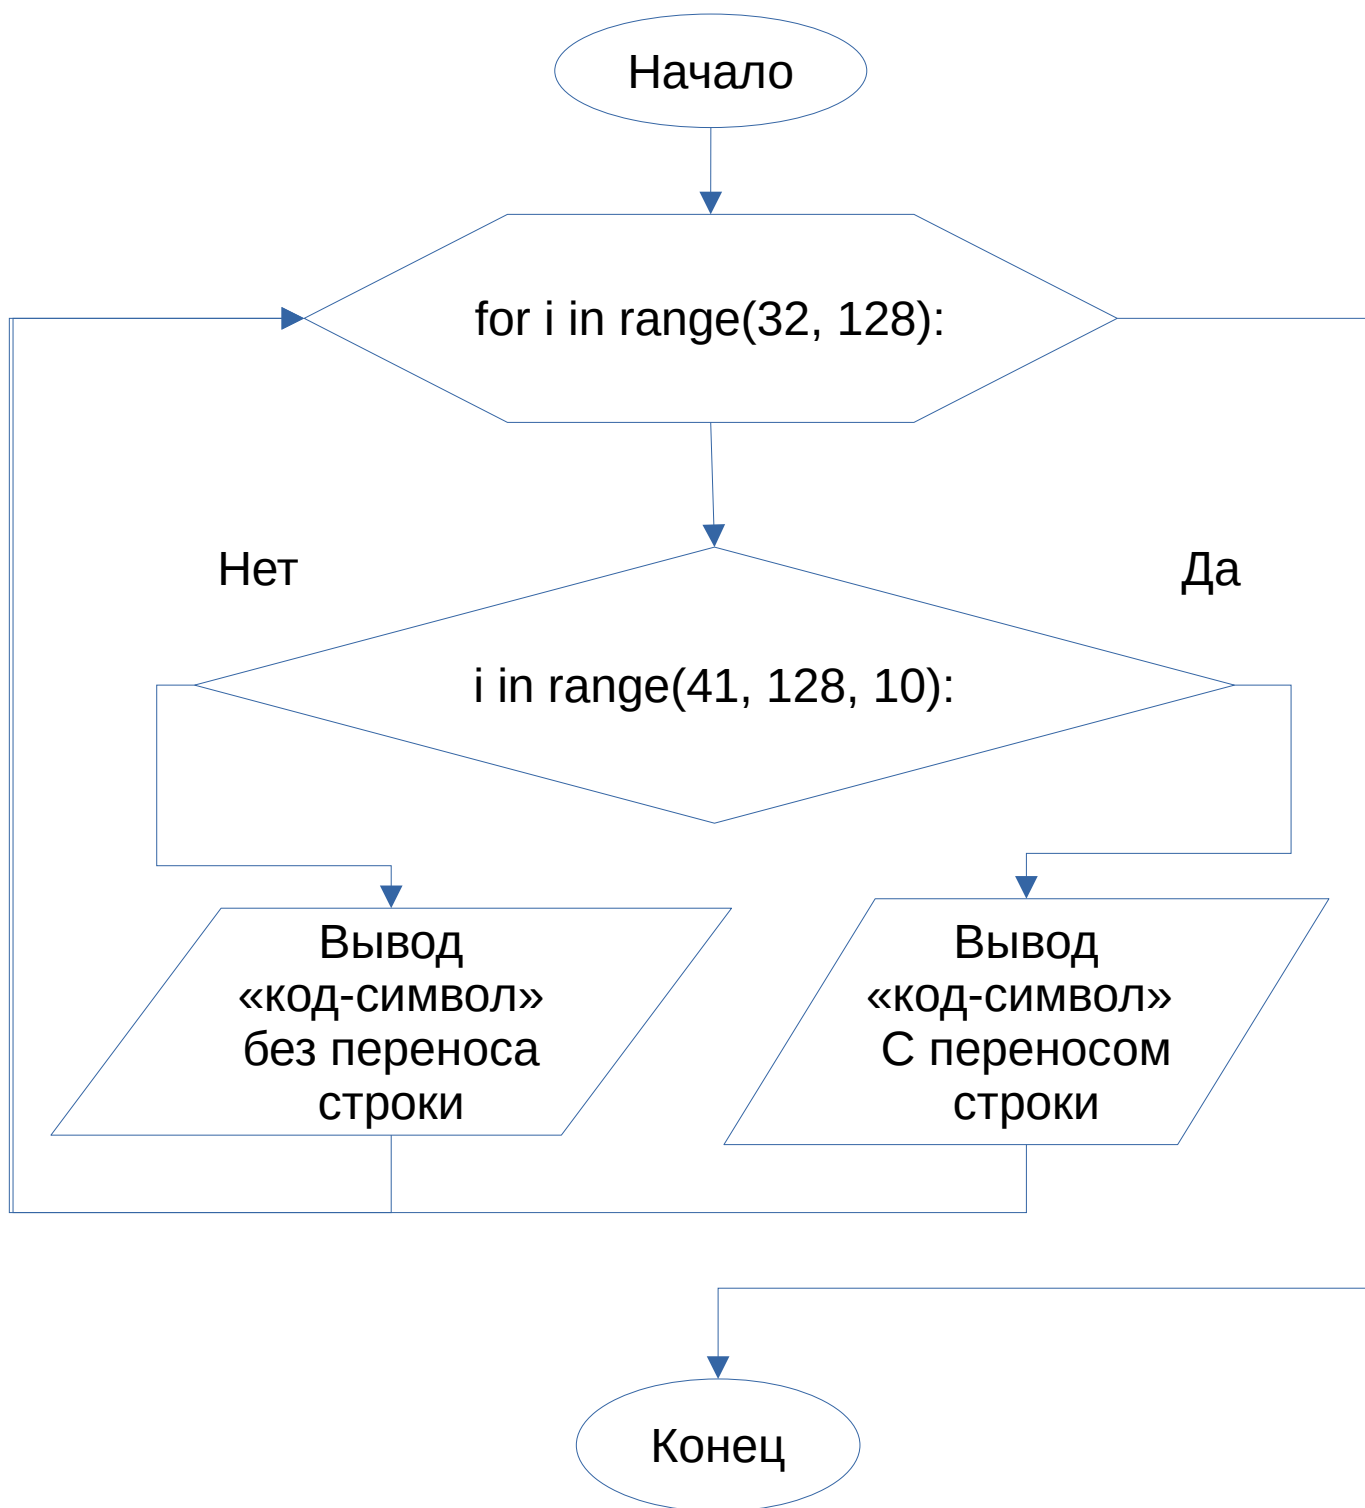 Начало
for i in range(32, 128):
Нет
Да
i in range(41, 128, 10):
Вывод
«код-символ»
без переноса
строки
Вывод
«код-символ»
С переносом
строки
Конец